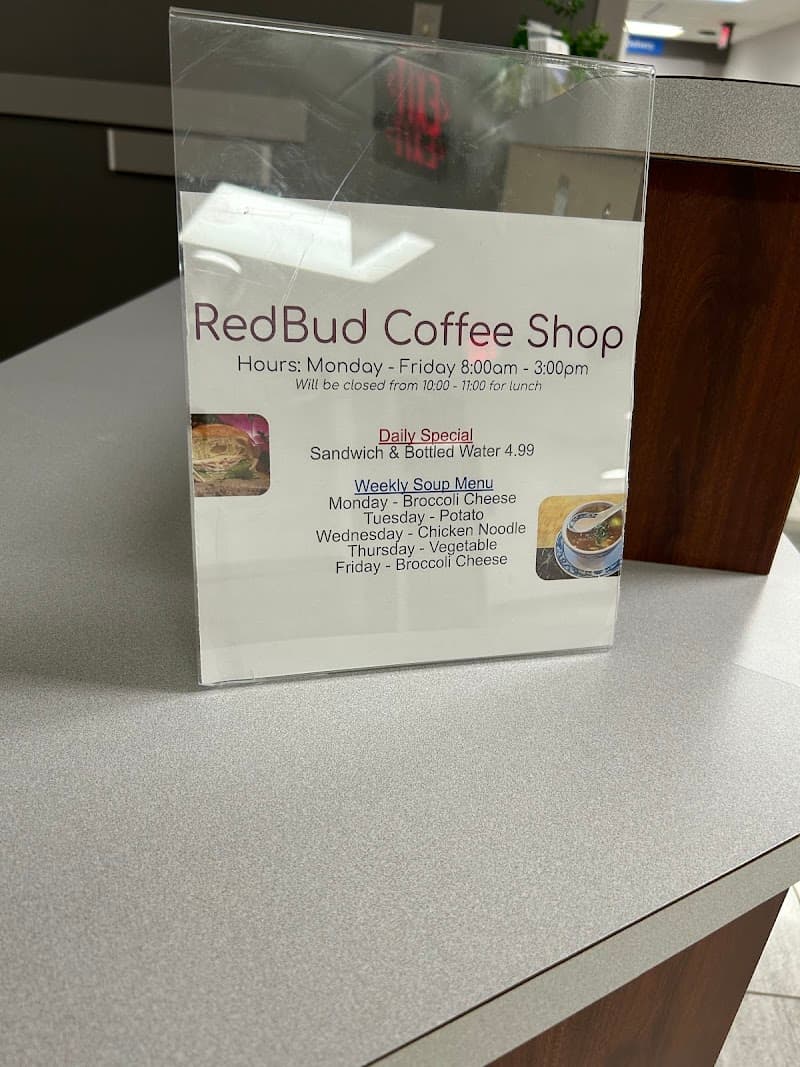 RedBud Coffee Shop
Hours: Monday - Friday 8:00am - 3:00pm
Will be closed from 10:00 - 11:00 for lunch
Daily Special
Sandwich & Bottled Water 4.99
Weekly Soup Menu
Monday - Broccoli Cheese
Tuesday - Potato
Wednesday - Chicken Noodle
Thursday - Vegetable
Friday - Broccoli Cheese